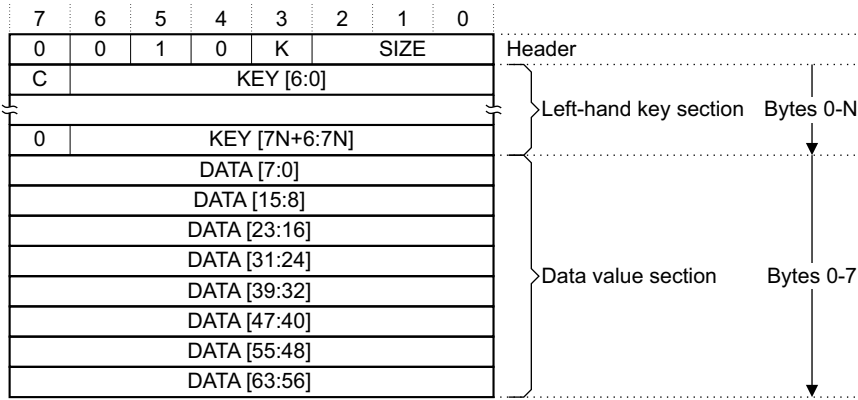 7 6 5 4 3 2 1 0
0 0 1 0 K SIZE Header
C KEY [6:0]
Left-hand key section Bytes 0-N
0 KEY [7N+6:7N]
DATA [7:0]
DATA [15:8]
DATA [23:16]
DATA [31:24]
Data value section Bytes 0-7
DATA [39:32]
DATA [47:40]
DATA [55:48]
DATA [63:56]